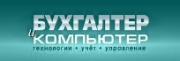 БУХГАЛТЕР
и КОМПЬЮТЕР
технологии • учёт • управление